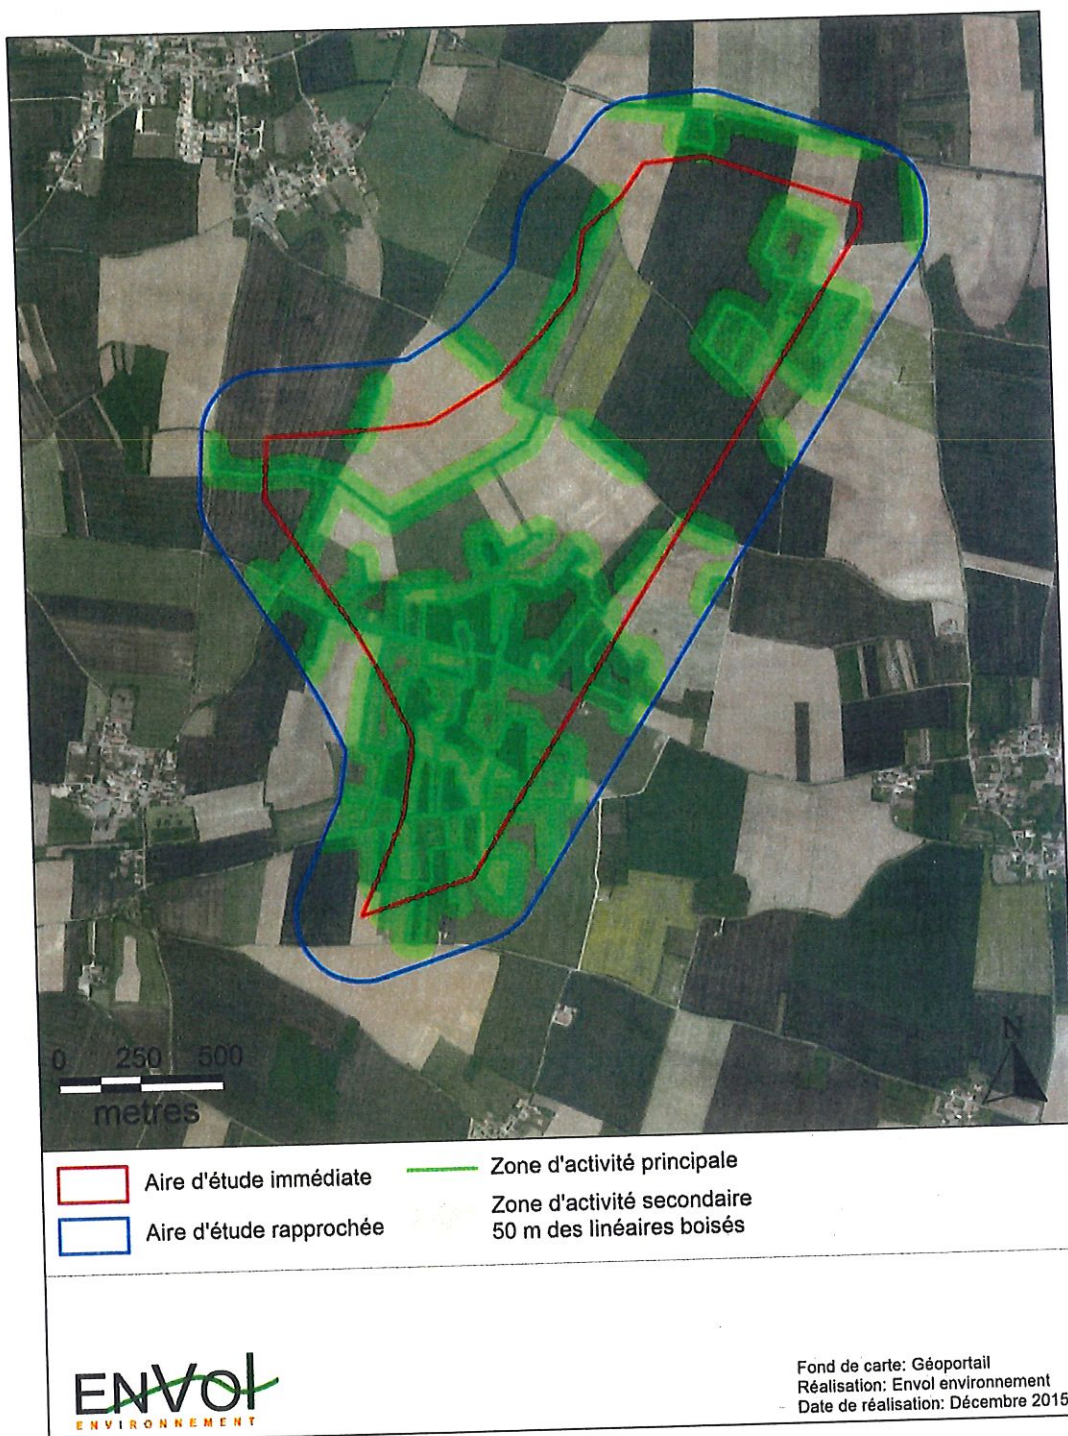 N
0 250 500
metres
Aire d'étude immédiate
Zone d'activité principale
Aire d'étude rapprochée
Zone d'activité secondaire
50 m des linéaires boisés
ENVOl
ENVIRONNEMENT
Fond de carte: Géoportail
Réalisation: Envol environnement
Date de réalisation: Décembre 2015